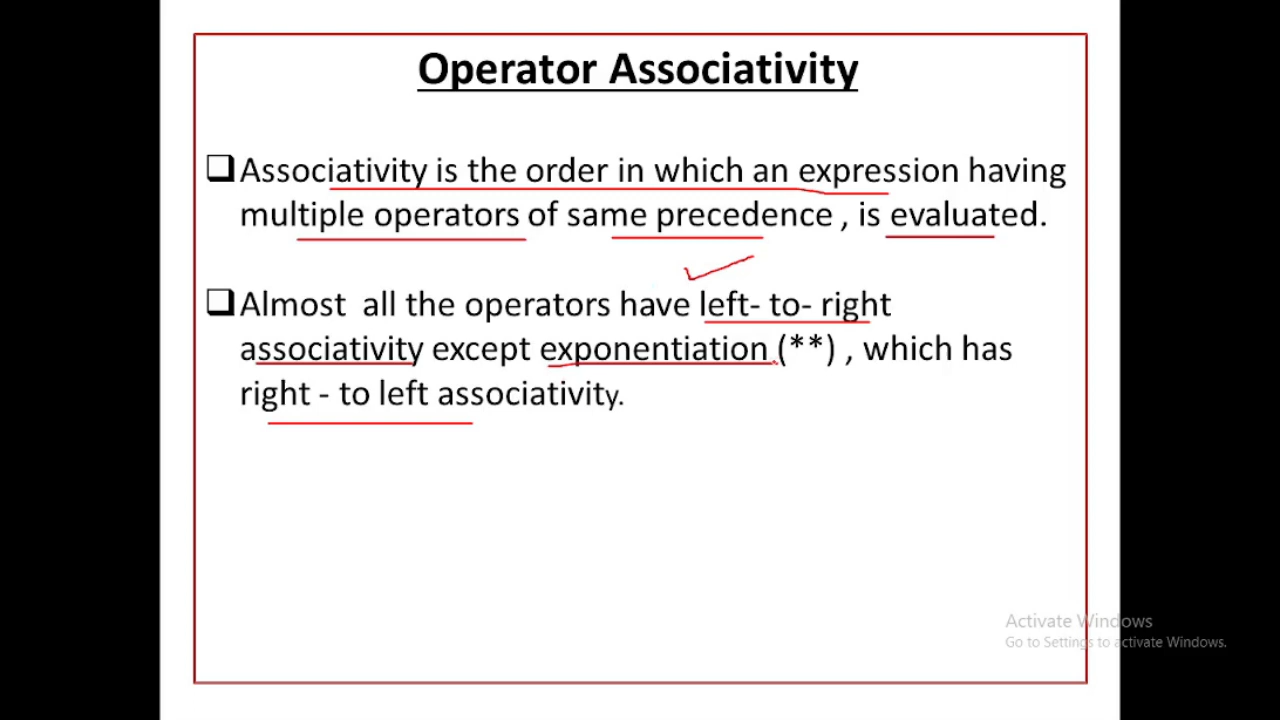 Operator Associativity
❑Associativity is the order in which an expression having
multiple operators of same precedence , is evaluated.
❑Almost all the operators have left- to- right
associativity except exponentiation (**) , which has
right - to left associativity.
Activate Windows
Go to Settings to activate Windows.